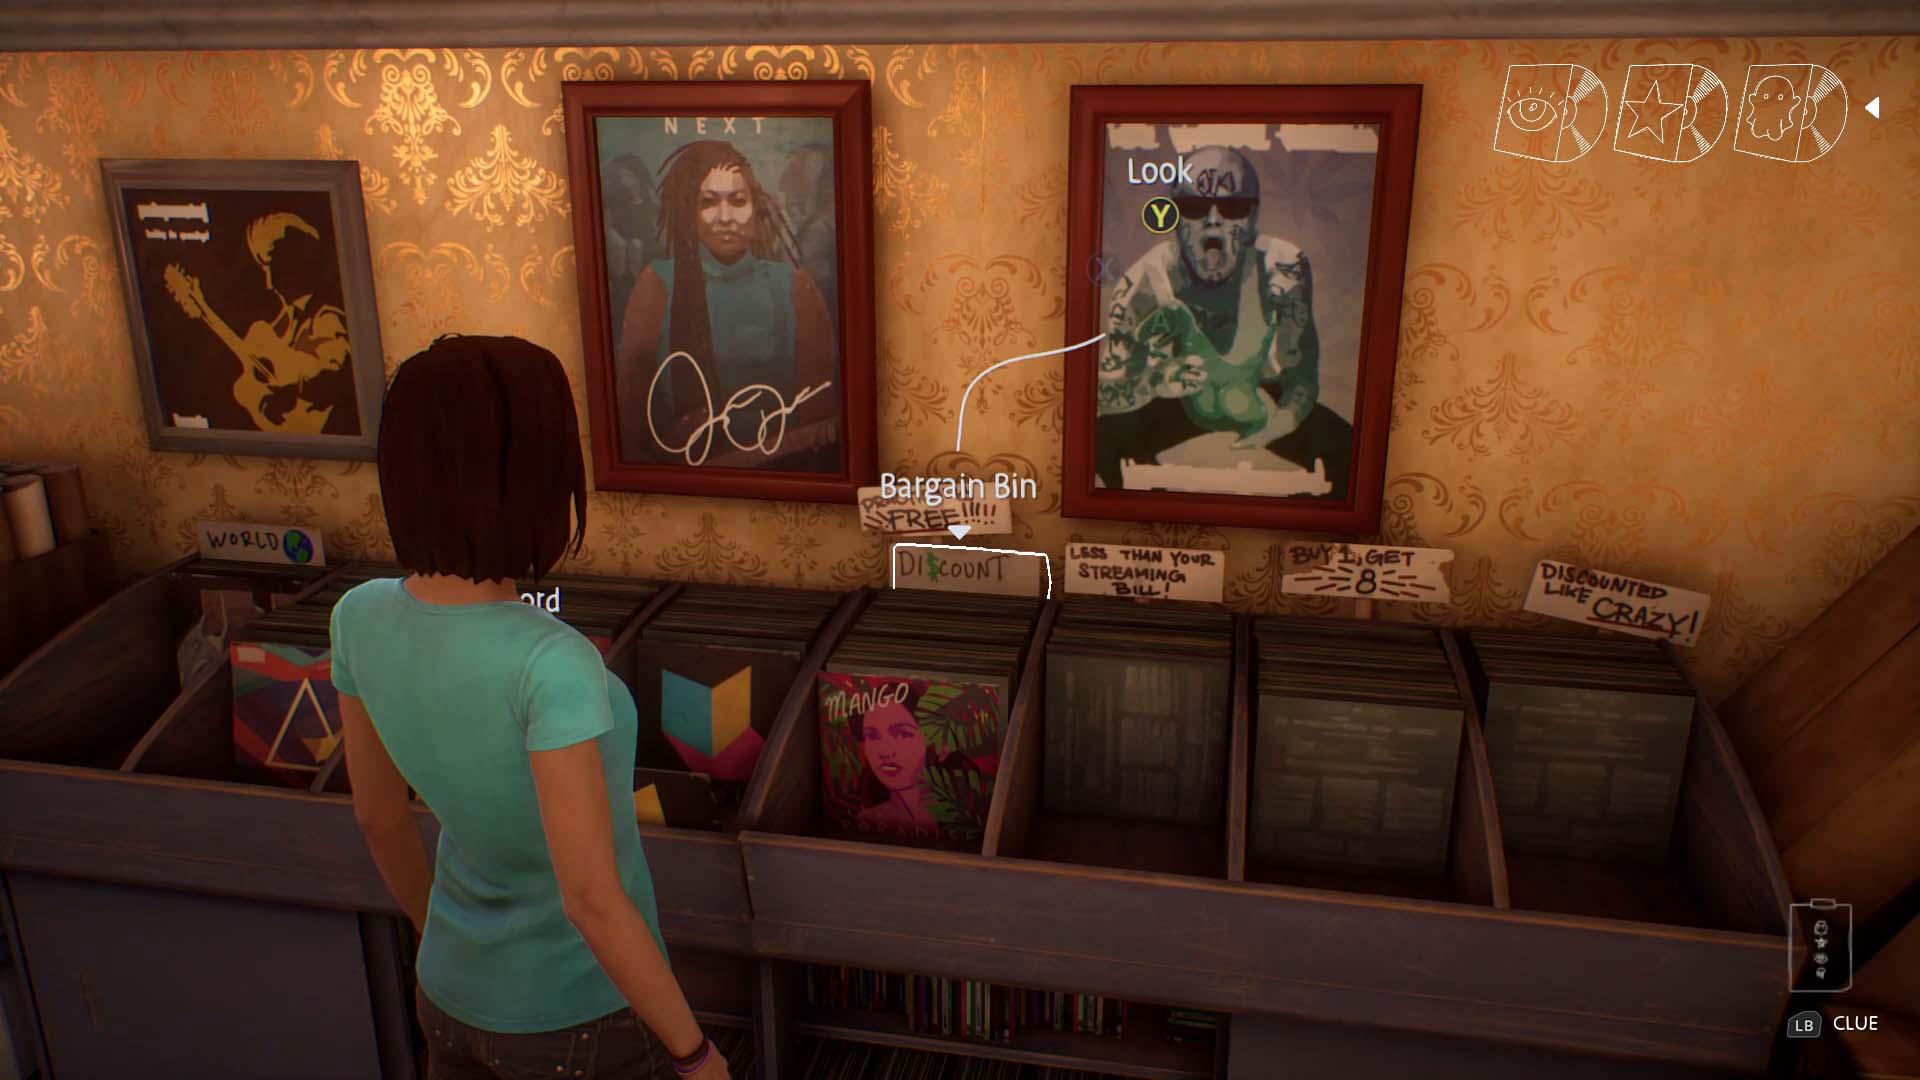 NEXT
Look
Y
X
A
Bargain Bin
FREE!!!!!
WORLD
DI$COUNT
LESS THAN YOUR
STREAMING
BILL!
BUY 1, GET
8
DISCOUNTED
LIKE CRAZY!
ord
MANGO
PARADISE
LB CLUE